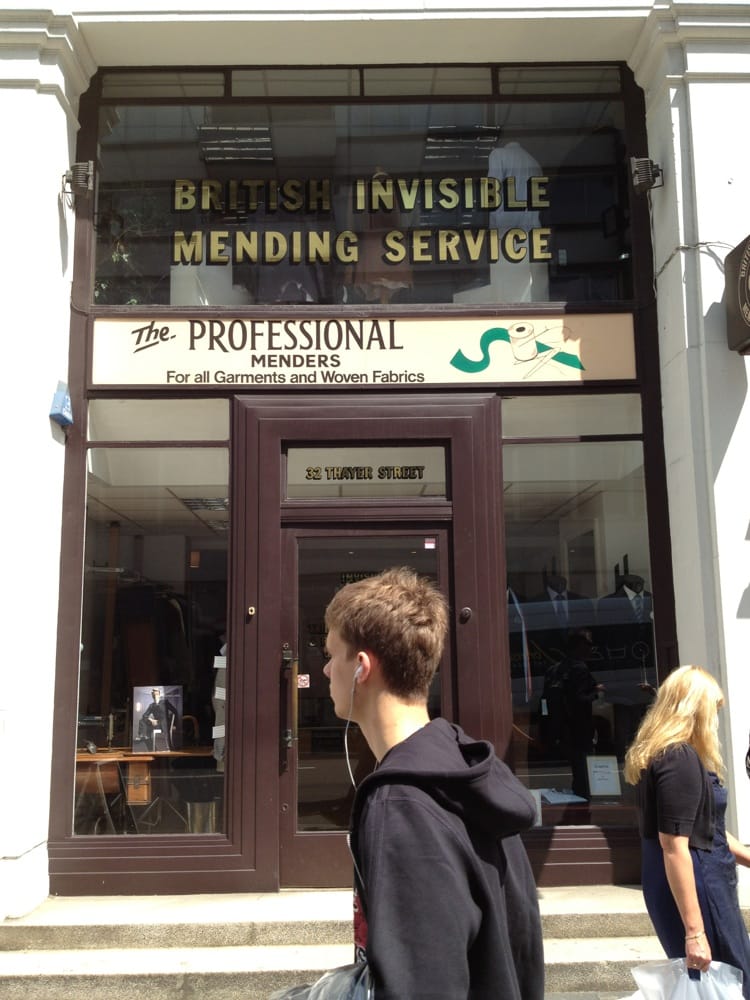 BRITISH INVISIBLE
MENDING SERVICE
The PROFESSIONAL
MENDERS
For all Garments and Woven Fabrics
32 THAYER STREET